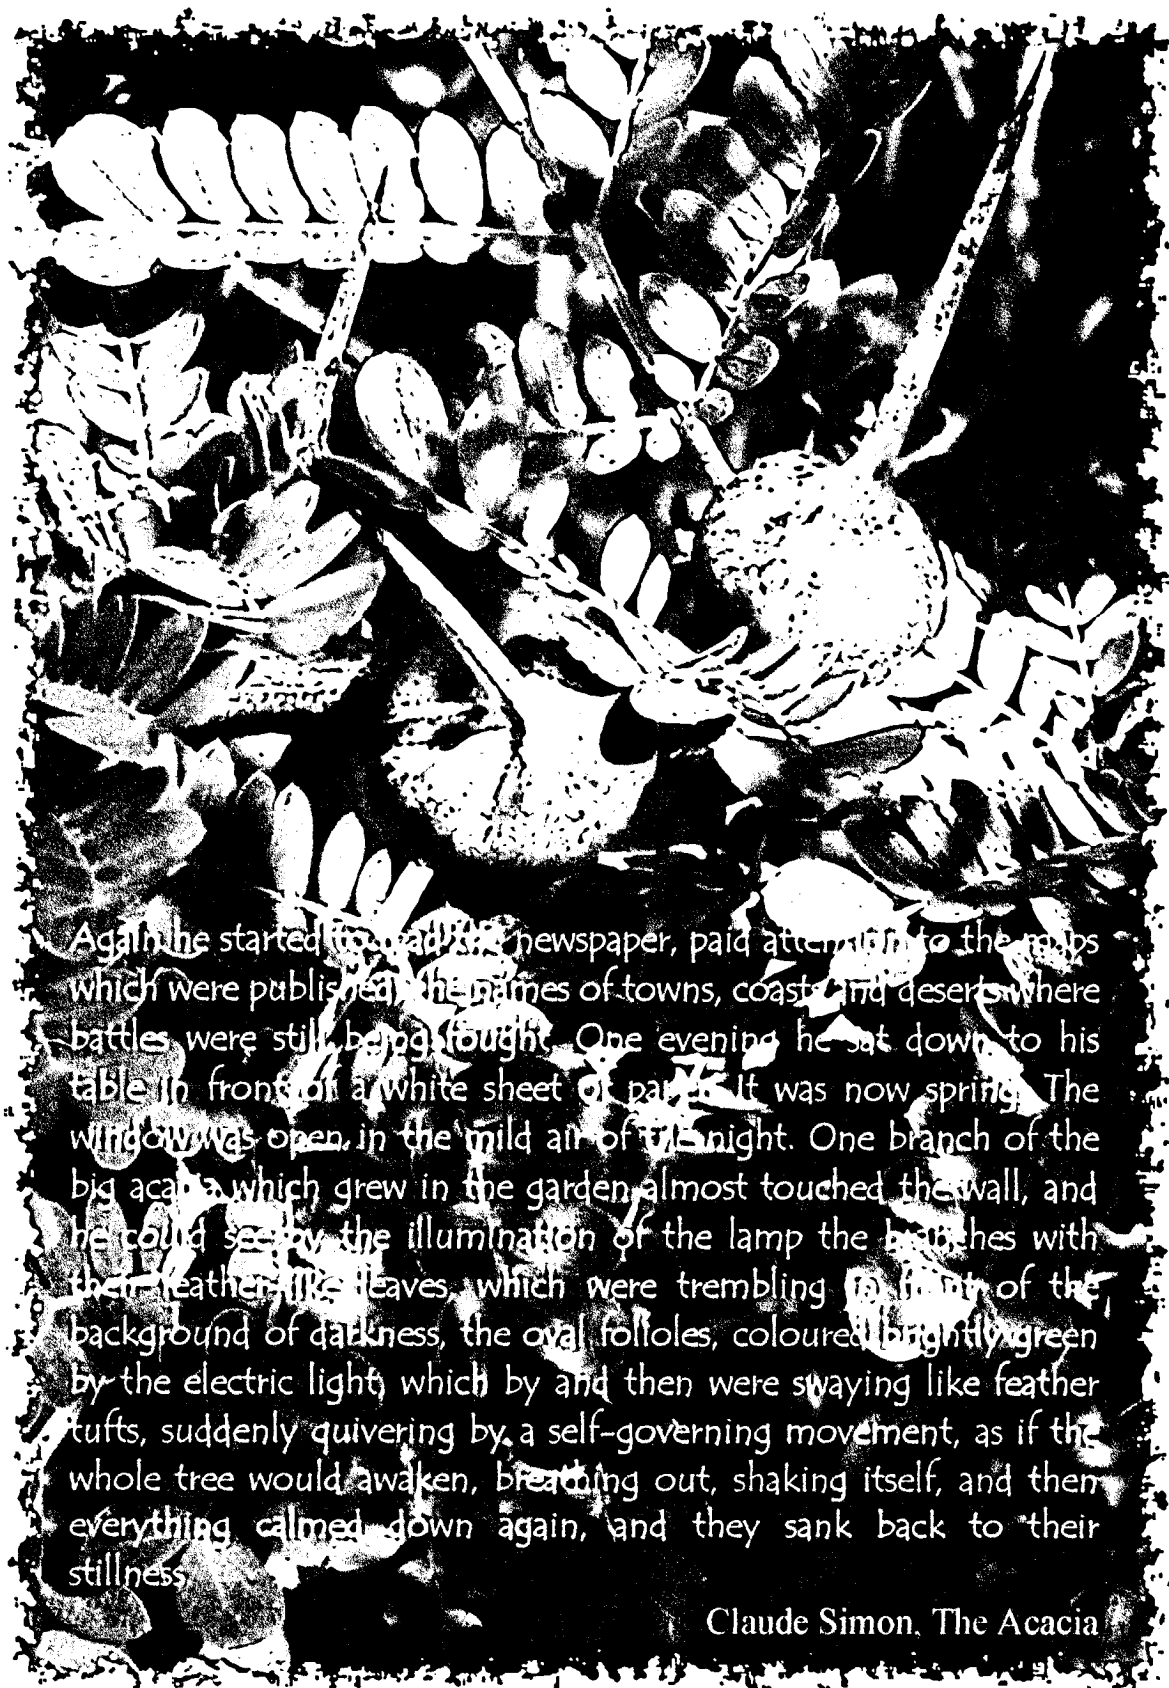 Again he started to read the newspaper, paid attention to the maps
which were published, the names of towns, coasts and deserts where
battles were still being fought. One evening he sat down to his
table in front of a white sheet of paper. It was now spring. The
window was open in the mild air of the night. One branch of the
big acacia which grew in the garden almost touched the wall, and
he could see by the illumination of the lamp the branches with
their feather-like leaves, which were trembling in front of the
background of darkness, the oval folioles, coloured brightly green
by the electric light, which by and then were swaying like feather
tufts, suddenly quivering by a self-governing movement, as if the
whole tree would awaken, breathing out, shaking itself, and then
everything calmed down again, and they sank back to their
stillness.
Claude Simon, The Acacia